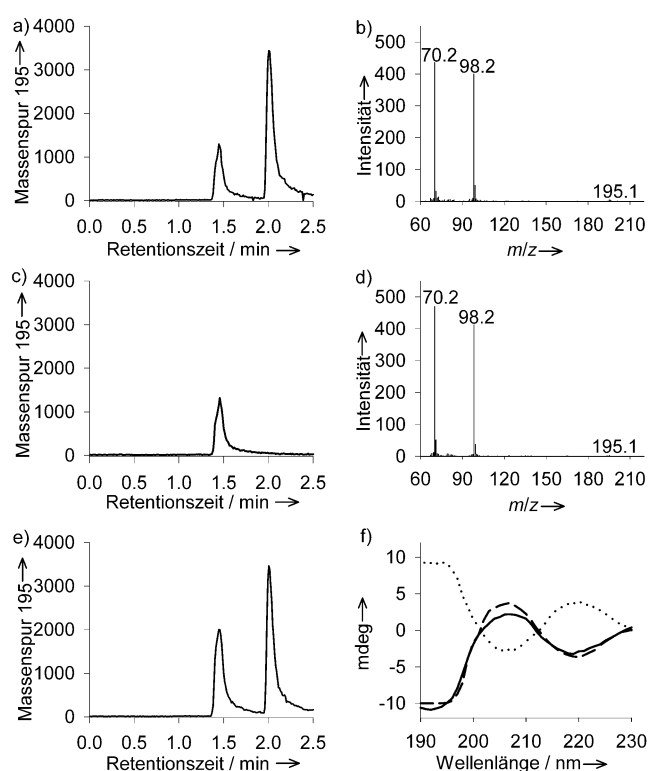 a)
Massenspur 195→
4000
3000
2000
1000
0
0.0 0.5 1.0 1.5 2.0 2.5
Retentionszeit / min →
b)
Intensität→
500
400
300
200
100
0
70.2
98.2
195.1
60 90 120 150 180 210
m/z→
c)
Massenspur 195→
4000
3000
2000
1000
0
0.0 0.5 1.0 1.5 2.0 2.5
Retentionszeit / min →
d)
Intensität→
500
400
300
200
100
0
70.2
98.2
195.1
60 90 120 150 180 210
m/z→
e)
Massenspur 195→
4000
3000
2000
1000
0
0.0 0.5 1.0 1.5 2.0 2.5
Retentionszeit / min →
f)
mdeg→
10
5
0
-5
-10
190 200 210 220 230
Wellenlänge / nm→